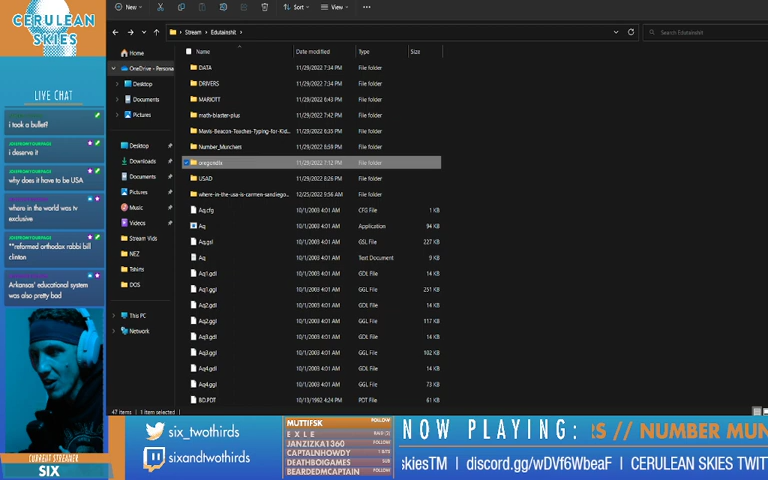 CERULEAN
SKIES
LIVE CHAT
i took a bullet?
i deserve it
why does it have to be USA
where in the world was tv
exclusive
**reformed orthodox rabbi bill
clinton
Arkansas' educational system
was also pretty bad
CURRENT STREAMER
SIX
New
Sort
View
Stream > Edutainshit >
Search Edutainshit
Home
OneDrive - Persona
Desktop
Documents
Pictures
Desktop
Downloads
Documents
Pictures
Music
Videos
Stream Vids
NEZ
Tshirts
DOS
This PC
Network
Name Date modified Type Size
DATA 11/29/2022 7:34 PM File folder
DRIVERS 11/29/2022 7:34 PM File folder
MARIOTT 11/29/2022 6:43 PM File folder
math-blaster-plus 11/29/2022 7:42 PM File folder
Mavis-Beacon-Teaches-Typing-for-Kid... 11/29/2022 6:35 PM File folder
Number_Munchers 11/29/2022 8:59 PM File folder
oregondlx 11/29/2022 7:12 PM File folder
USAD 11/29/2022 8:26 PM File folder
where-in-the-usa-is-carmen-sandiego... 12/25/2022 9:56 AM File folder
Aq.cfg 10/1/2003 4:01 AM CFG File 1 KB
Aq 10/1/2003 4:01 AM Application 94 KB
Aq.gsl 10/1/2003 4:01 AM GSL File 227 KB
Aq 10/1/2003 4:01 AM Text Document 9 KB
Aq1.gdl 10/1/2003 4:01 AM GDL File 14 KB
Aq1.ggl 10/1/2003 4:01 AM GGL File 251 KB
Aq2.gdl 10/1/2003 4:01 AM GDL File 14 KB
Aq2.ggl 10/1/2003 4:01 AM GGL File 117 KB
Aq3.gdl 10/1/2003 4:01 AM GDL File 14 KB
Aq3.ggl 10/1/2003 4:01 AM GGL File 102 KB
Aq4.gdl 10/1/2003 4:01 AM GDL File 14 KB
Aq4.ggl 10/1/2003 4:01 AM GGL File 73 KB
BD.PDT 10/13/1992 4:24 PM PDT File 61 KB
47 items 1 item selected
six_twothirds
sixandtwothirds
MUTTIFSK FOLLOW
EXLE
JANZIZKA1360
CAPTAINHOWDY
DEATHBOIGAMES SUB
BEARDEDMCAPTAIN FOLLOW
NOW PLAYING: S // NUMBER MUN
skiesTM | discord.gg/wDVf6WbeaF | CERULEAN SKIES TWIT